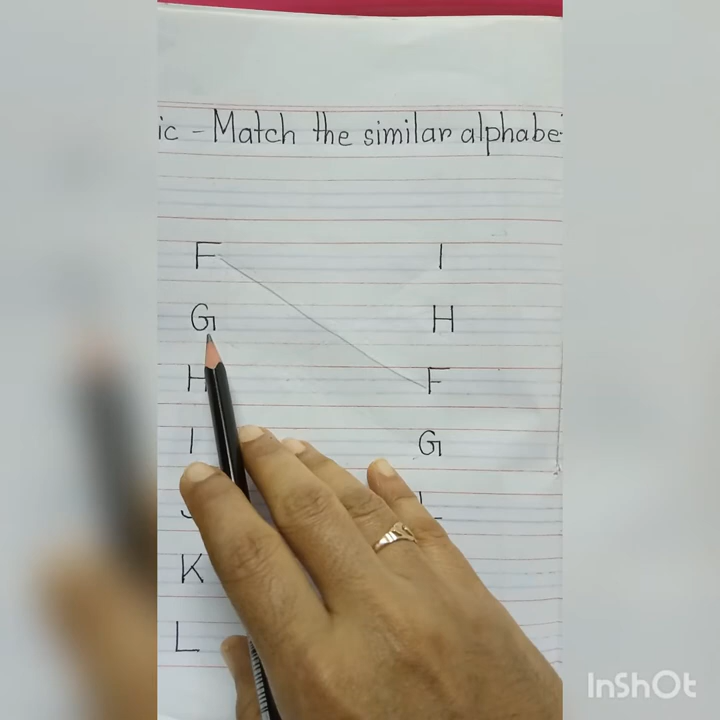 ic - Match the similar alphabe
F I
G H
H F
I G
J L
K
L
InShOt